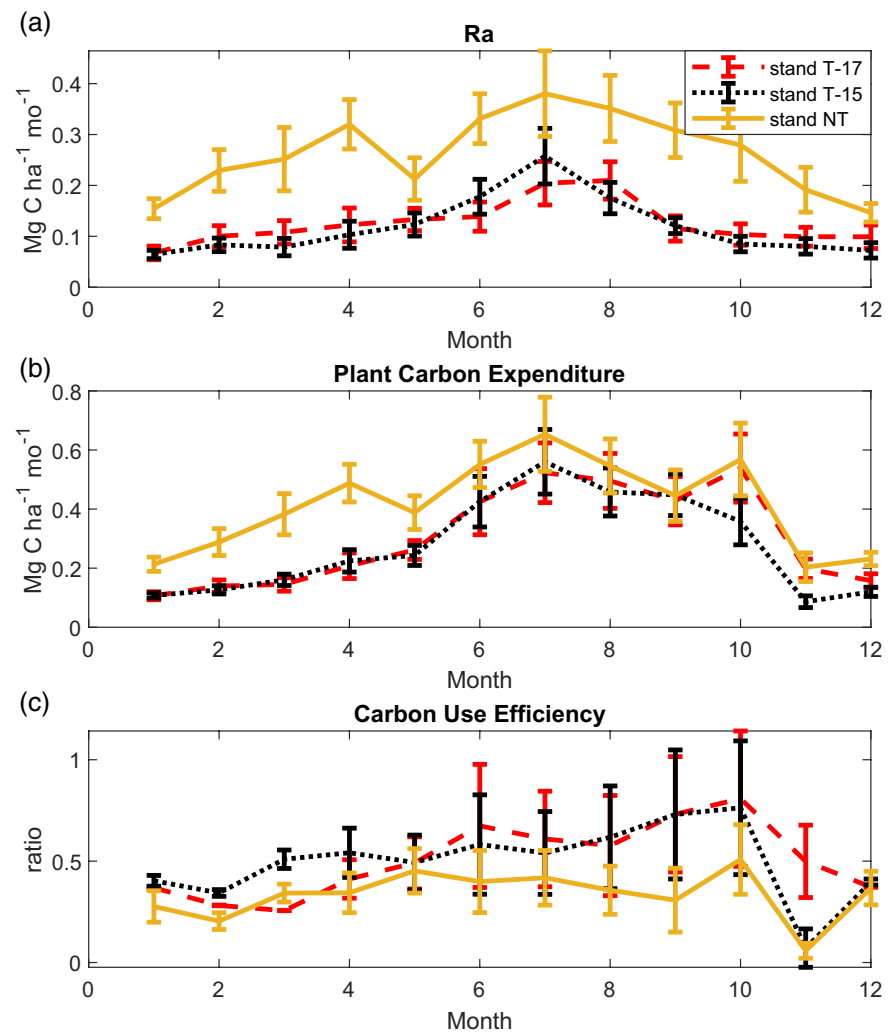 (a)
Ra
Mg C ha⁻¹ mo⁻¹
0.4
0.3
0.2
0.1
0
0 2 4 6 8 10 12
Month
stand T-17
stand T-15
stand NT
(b)
Plant Carbon Expenditure
Mg C ha⁻¹ mo⁻¹
0.8
0.6
0.4
0.2
0
0 2 4 6 8 10 12
Month
(c)
Carbon Use Efficiency
ratio
1
0.5
0
0 2 4 6 8 10 12
month